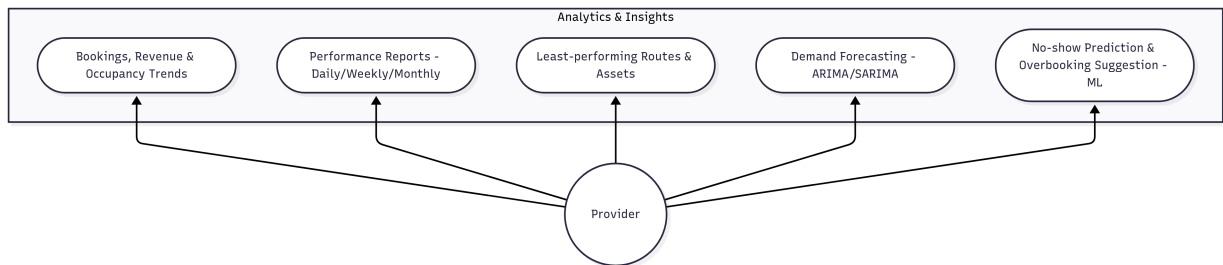 Analytics & Insights
Bookings, Revenue &
Occupancy Trends
Performance Reports -
Daily/Weekly/Monthly
Least-performing Routes &
Assets
Demand Forecasting -
ARIMA/SARIMA
No-show Prediction &
Overbooking Suggestion -
ML
Provider